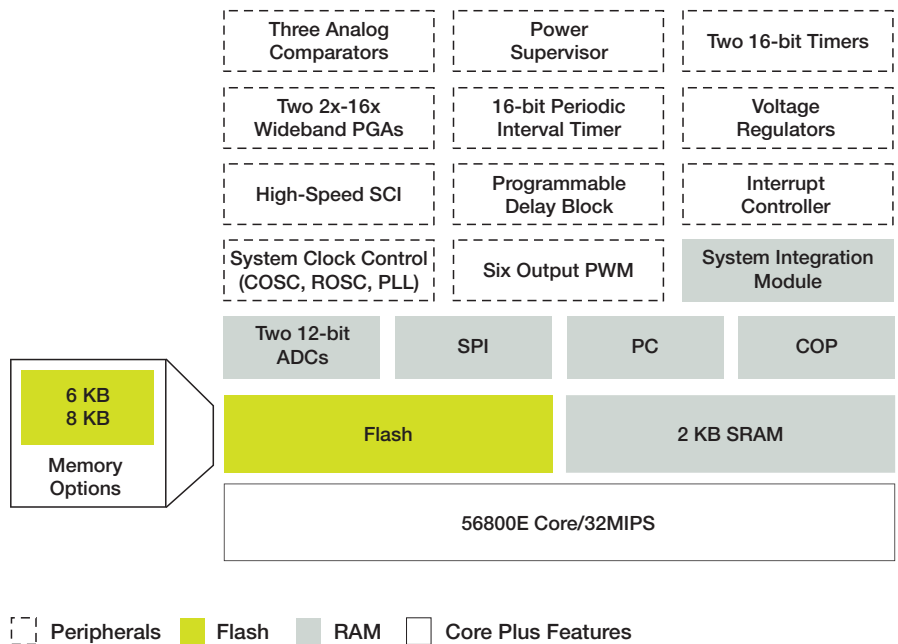 Three Analog
Comparators
Power
Supervisor
Two 16-bit Timers
Two 2x-16x
Wideband PGAs
16-bit Periodic
Interval Timer
Voltage
Regulators
High-Speed SCI
Programmable
Delay Block
Interrupt
Controller
System Clock Control
(COSC, ROSC, PLL)
Six Output PWM
System Integration
Module
Two 12-bit
ADCs
SPI
PC
COP
6 KB
8 KB
Memory
Options
Flash
2 KB SRAM
56800E Core/32MIPS
Peripherals
Flash
RAM
Core Plus Features